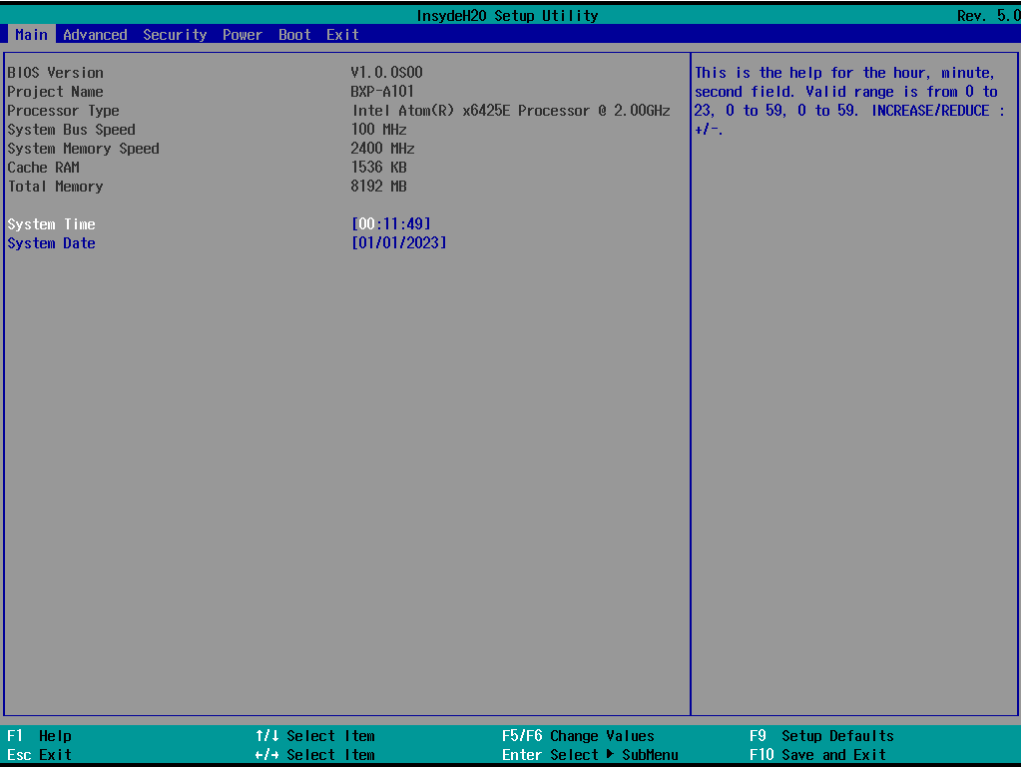 InsydeH20 Setup Utility Rev. 5.0
Main Advanced Security Power Boot Exit
BIOS Version V1.0.0S00
Project Name BXP-A101
Processor Type Intel Atom(R) x6425E Processor @ 2.00GHz
System Bus Speed 100 MHz
System Memory Speed 2400 MHz
Cache RAM 1536 KB
Total Memory 8192 MB
System Time [00:11:49]
System Date [01/01/2023]
This is the help for the hour, minute,
second field. Valid range is from 0 to
23, 0 to 59, 0 to 59. INCREASE/REDUCE :
+/-.
F1 Help ↑/↓ Select Item F5/F6 Change Values F9 Setup Defaults
Esc Exit ←/→ Select Item Enter Select ▶ SubMenu F10 Save and Exit